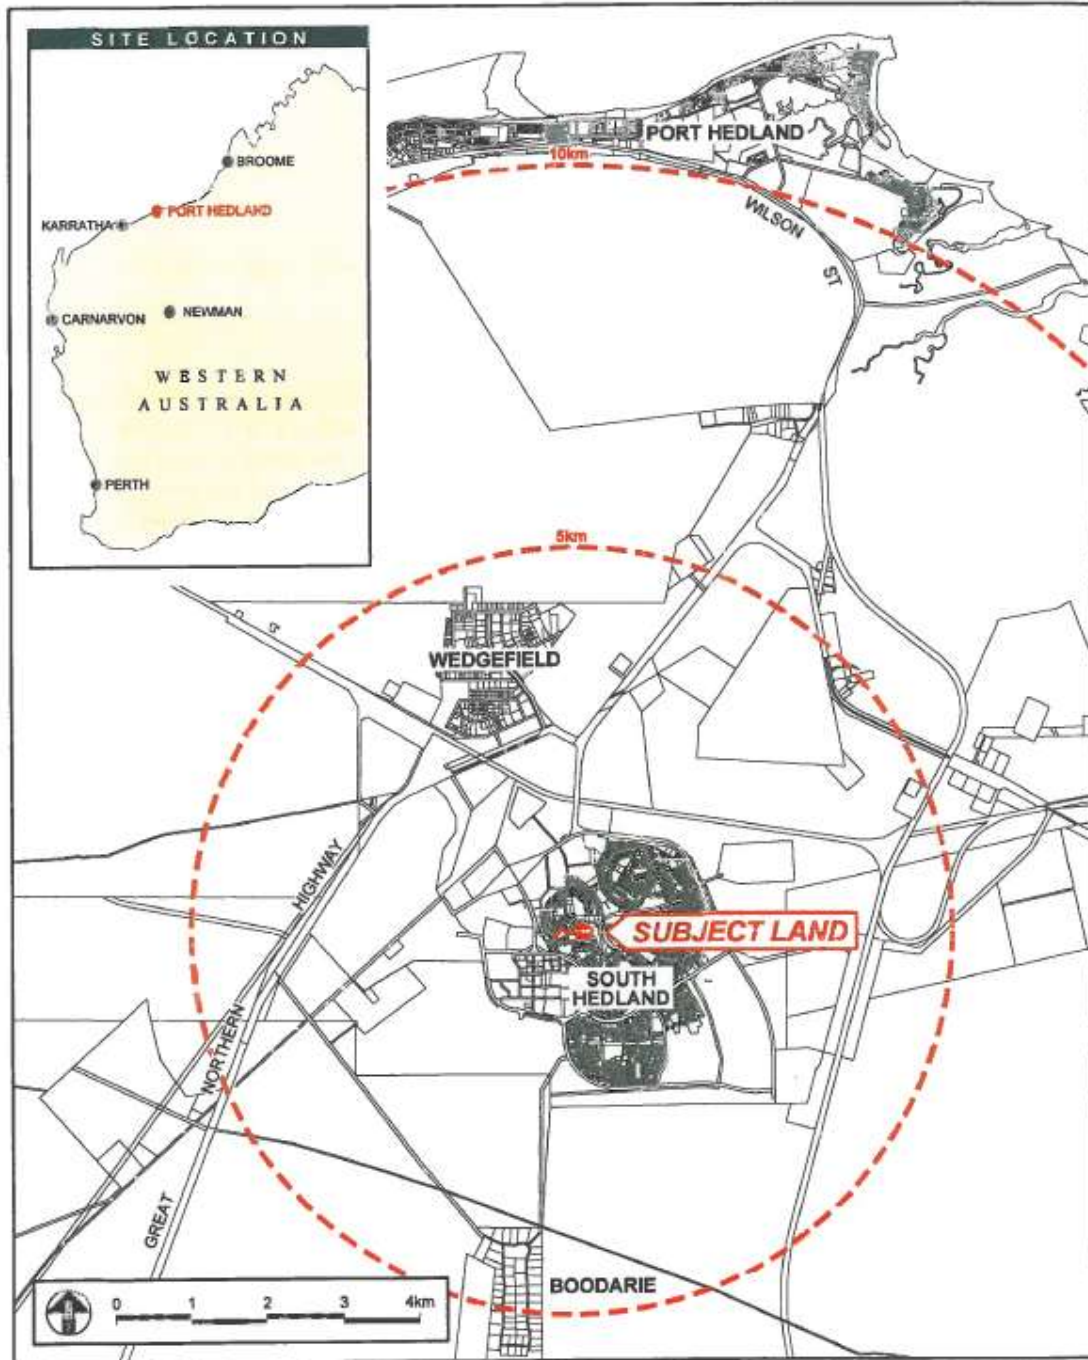 SITE LOCATION
BROOME
PORT HEDLAND
KARRATHA
CARNARVON
NEWMAN
WESTERN
AUSTRALIA
PERTH
PORT HEDLAND
10km
WILSON
ST
5km
WEDGEFIELD
HIGHWAY
SUBJECT LAND
SOUTH
HEDLAND
NORTHERN
GREAT
BOODARIE
0 1 2 3 4km